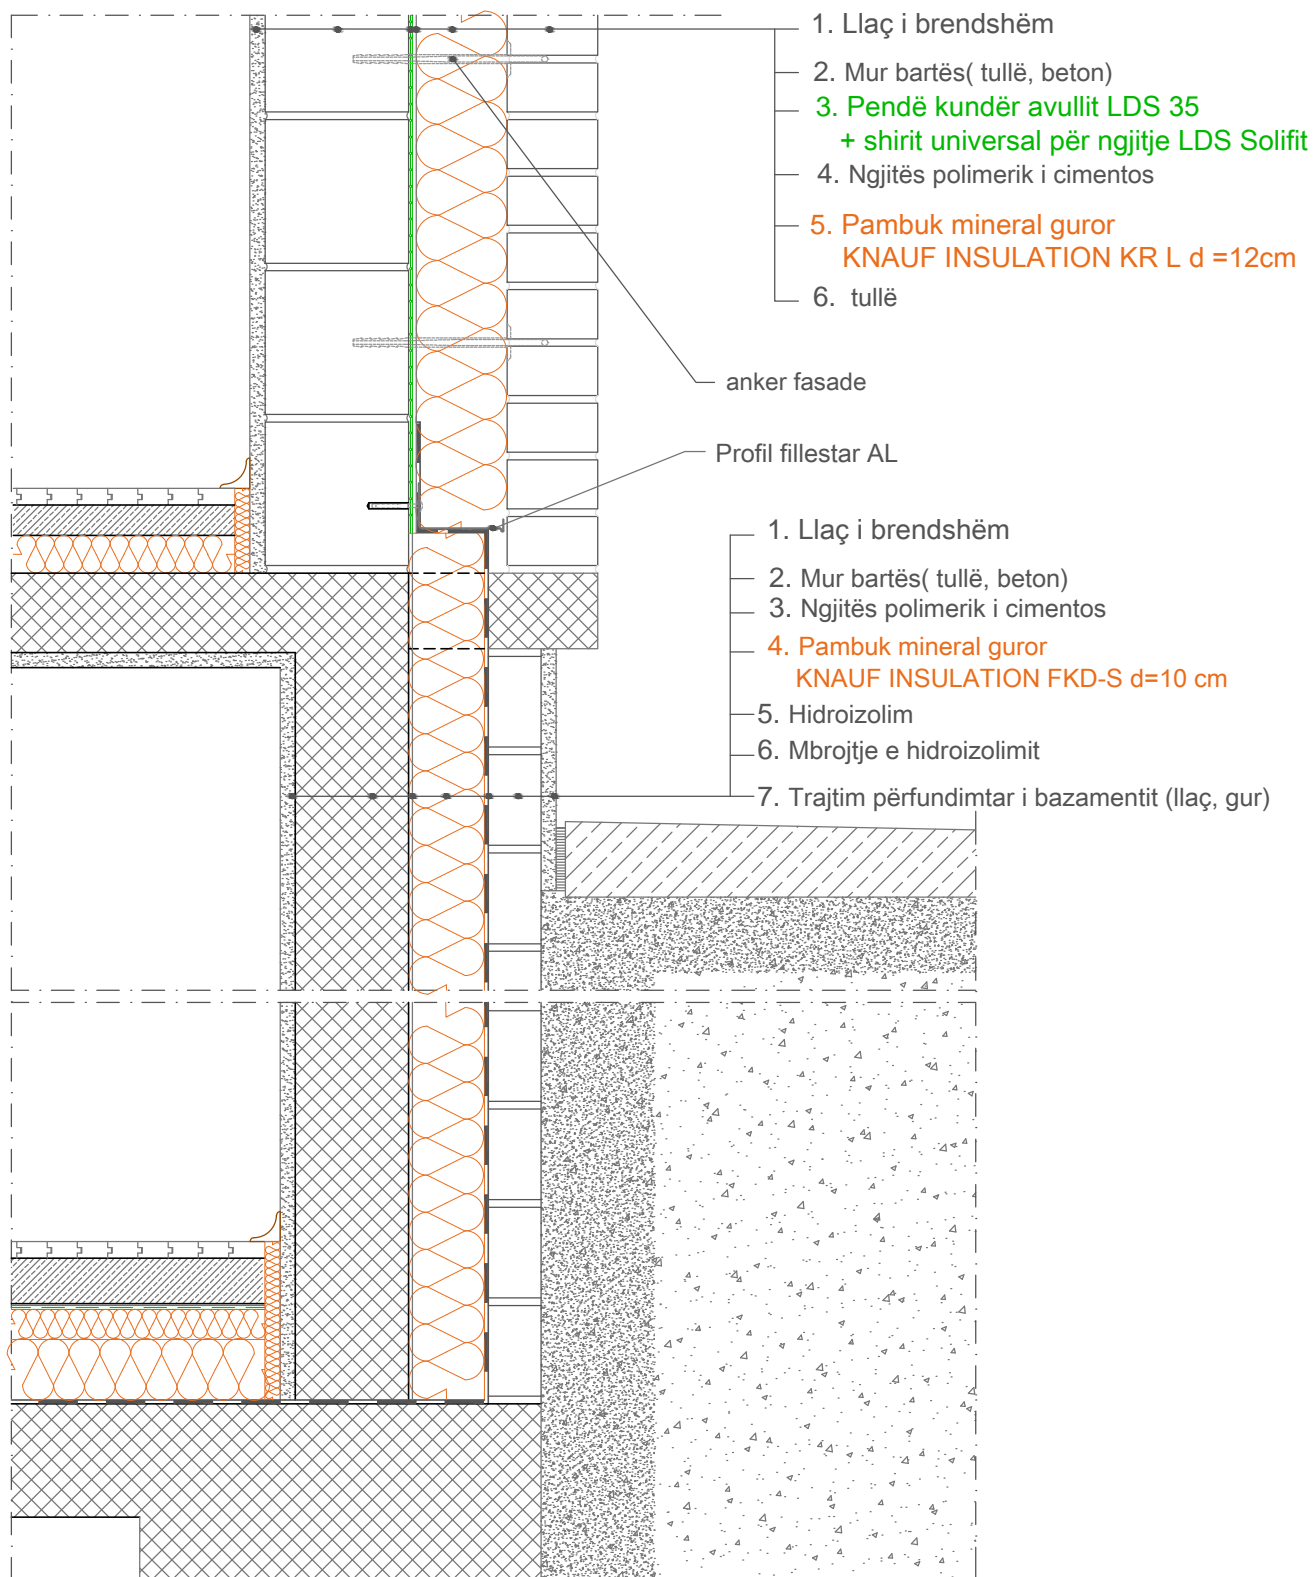 1. Llaç i brendshëm
2. Mur bartës( tullë, beton)
3. Pendë kundër avullit LDS 35
+ shirit universal për ngjitje LDS Solifit
4. Ngjitës polimerik i cimentos
5. Pambuk mineral guror
KNAUF INSULATION KR L d =12cm
6. tullë
anker fasade
Profil fillestar AL
1. Llaç i brendshëm
2. Mur bartës( tullë, beton)
3. Ngjitës polimerik i cimentos
4. Pambuk mineral guror
KNAUF INSULATION FKD-S d=10 cm
5. Hidroizolim
6. Mbrojtje e hidroizolimit
7. Trajtim përfundimtar i bazamentit (llaç, gur)